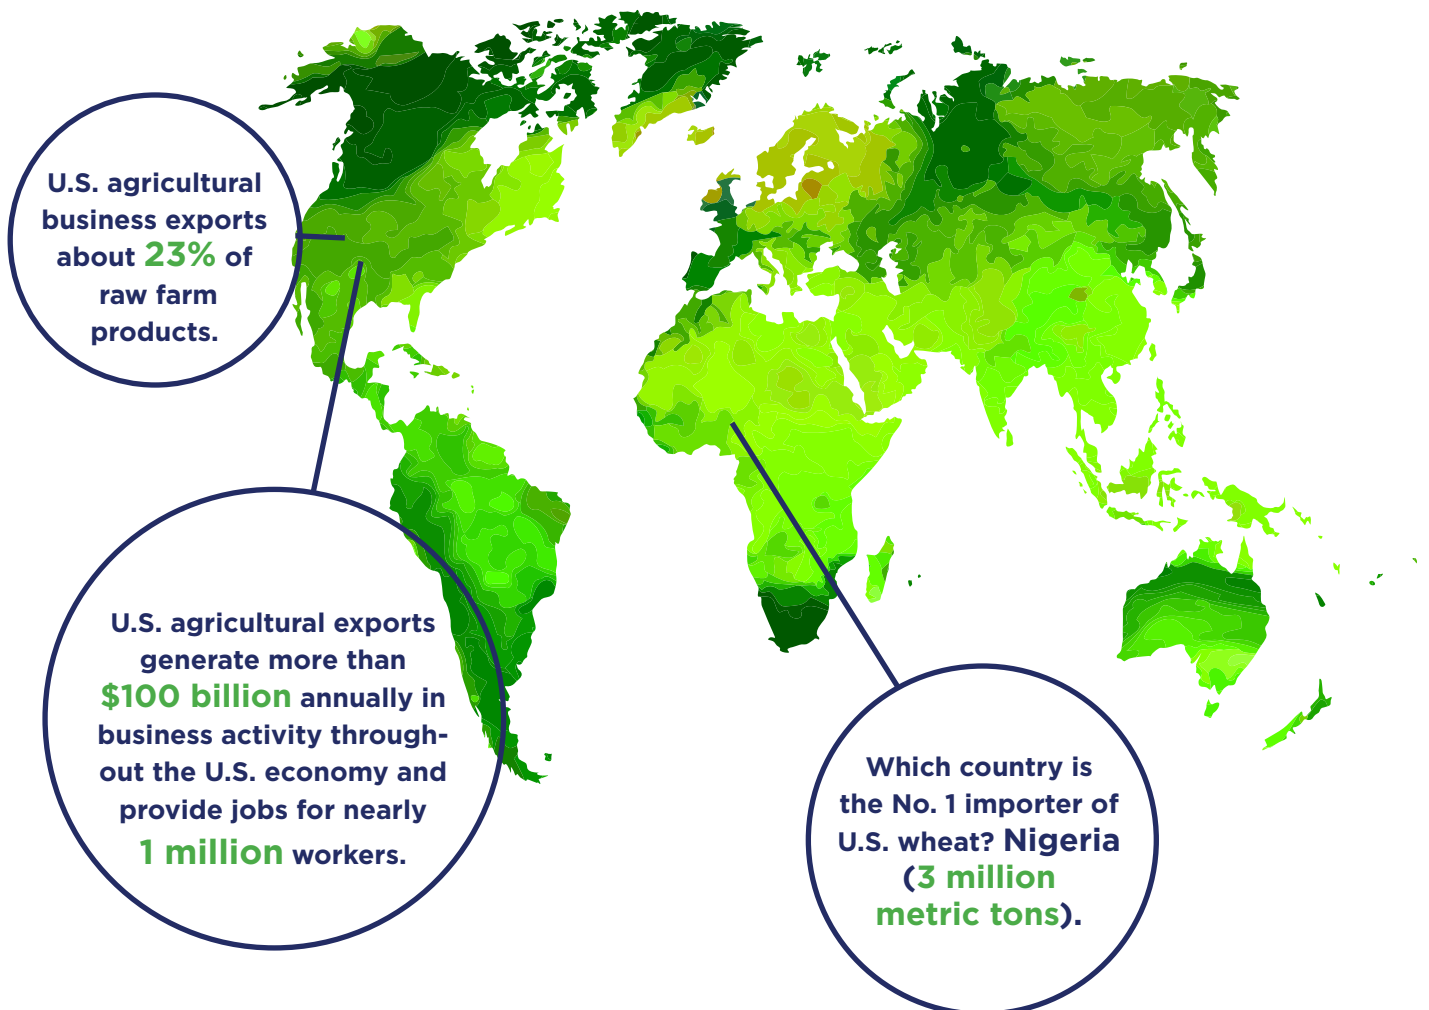 U.S. agricultural
business exports
about 23% of
raw farm
products.
U.S. agricultural exports
generate more than
$100 billion annually in
business activity through-
out the U.S. economy and
provide jobs for nearly
1 million workers.
Which country is
the No. 1 importer of
U.S. wheat? Nigeria
(3 million
metric tons).